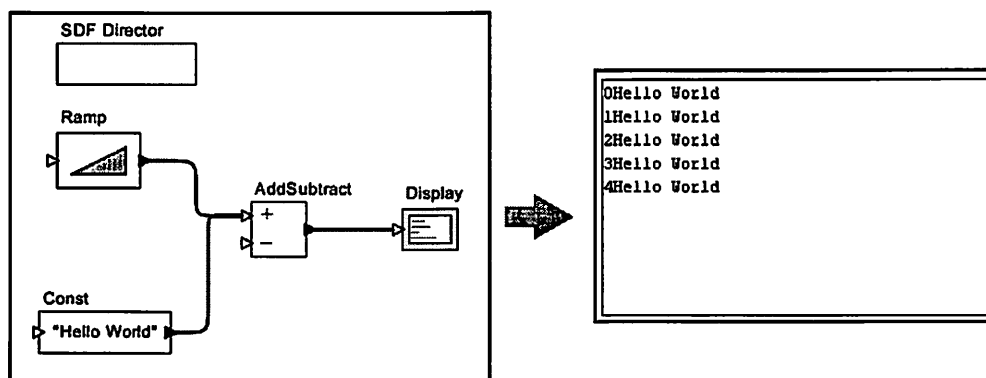 SDF Director
Ramp
AddSubtract
+
−
Display
Const
"Hello World"
0Hello World
1Hello World
2Hello World
3Hello World
4Hello World